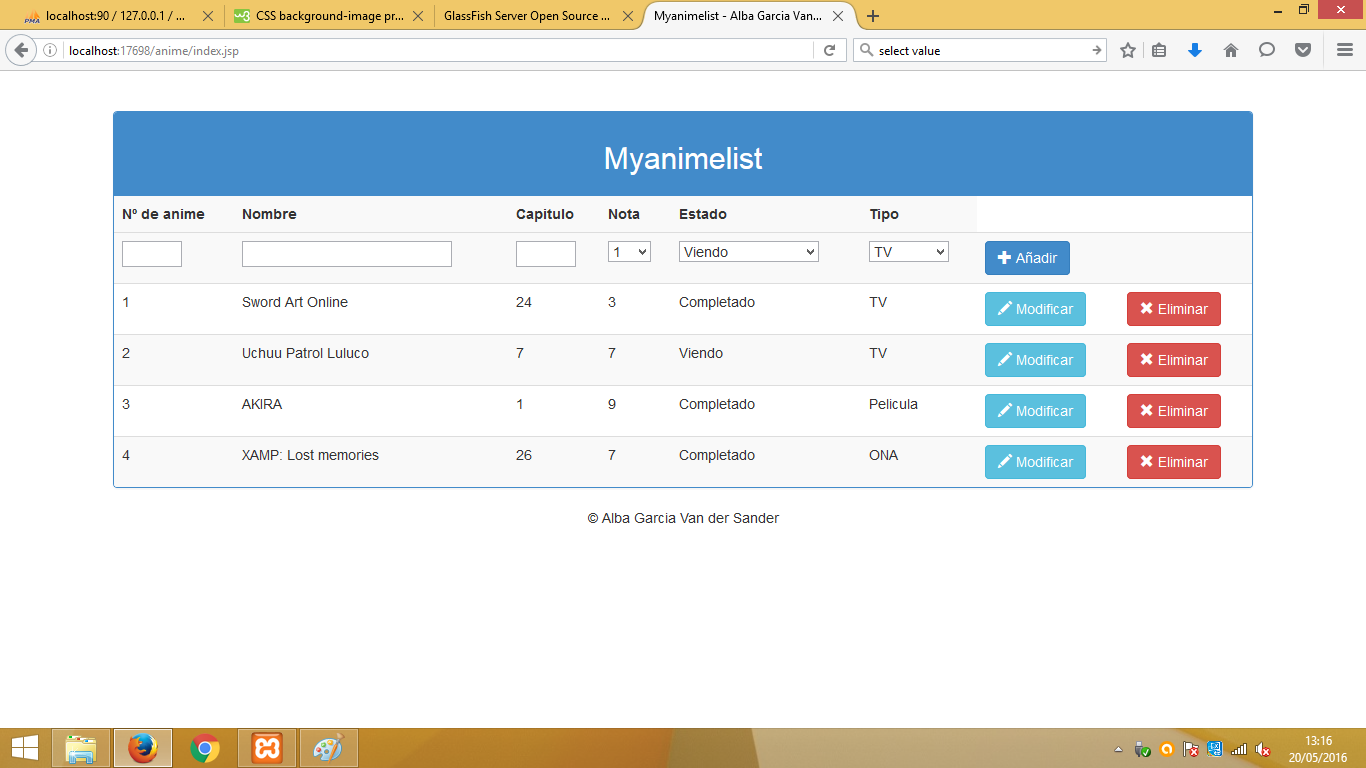 localhost:90 / 127.0.0.1 / ...
CSS background-image pr...
GlassFish Server Open Source ...
Myanimelist - Alba Garcia Van...
localhost:17698/anime/index.jsp
select value
Myanimelist
Nº de anime Nombre Capitulo Nota Estado Tipo
1 Viendo TV Añadir
1 Sword Art Online 24 3 Completado TV Modificar Eliminar
2 Uchuu Patrol Luluco 7 7 Viendo TV Modificar Eliminar
3 AKIRA 1 9 Completado Pelicula Modificar Eliminar
4 XAMP: Lost memories 26 7 Completado ONA Modificar Eliminar
© Alba Garcia Van der Sander
13:16
20/05/2016